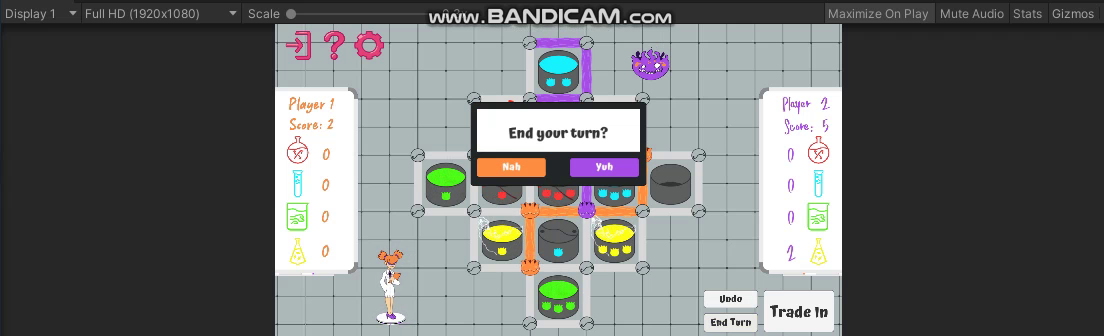 Display 1 Full HD (1920x1080) Scale www.BANDICAM.com Maximize On Play Mute Audio Stats Gizmos
?
Player 1
Score: 2
0
0
0
0
End your turn?
Nah Yuh
Player 2
Score: 5
0
0
0
2
Undo
End Turn
Trade In